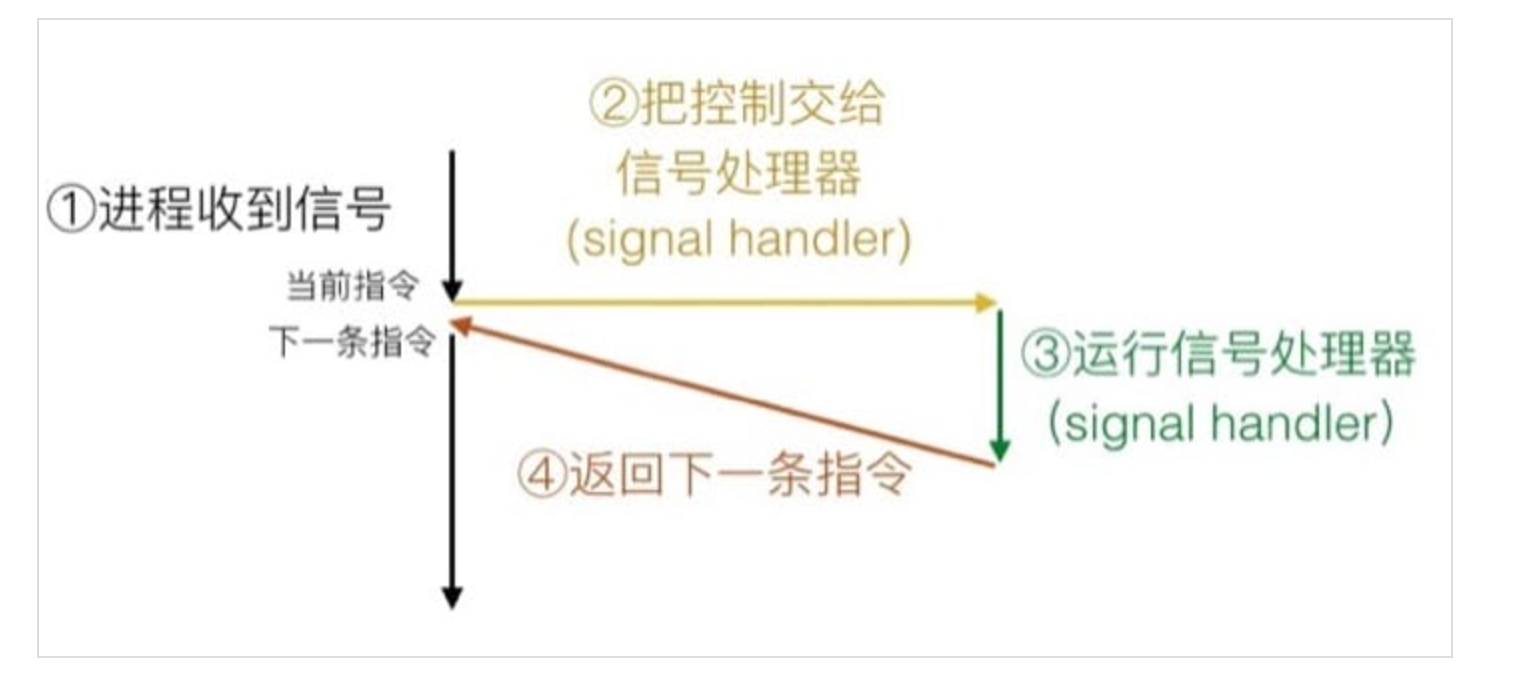 ②把控制交给
信号处理器
(signal handler)
①进程收到信号
当前指令
下一条指令
③运行信号处理器
(signal handler)
④返回下一条指令